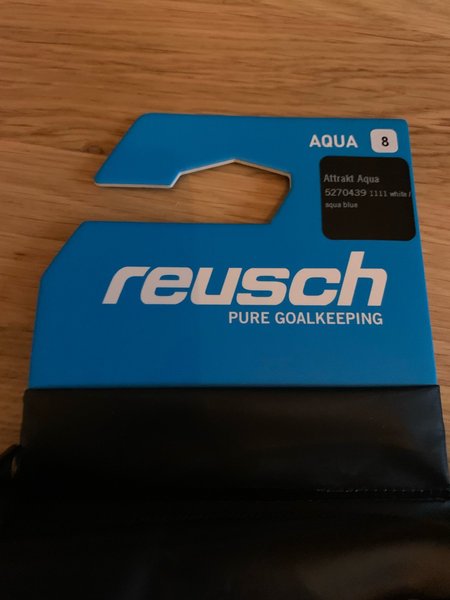 AQUA 8
Attrakt Aqua
5270439 1111 white /
aqua blue
reusch
PURE GOALKEEPING